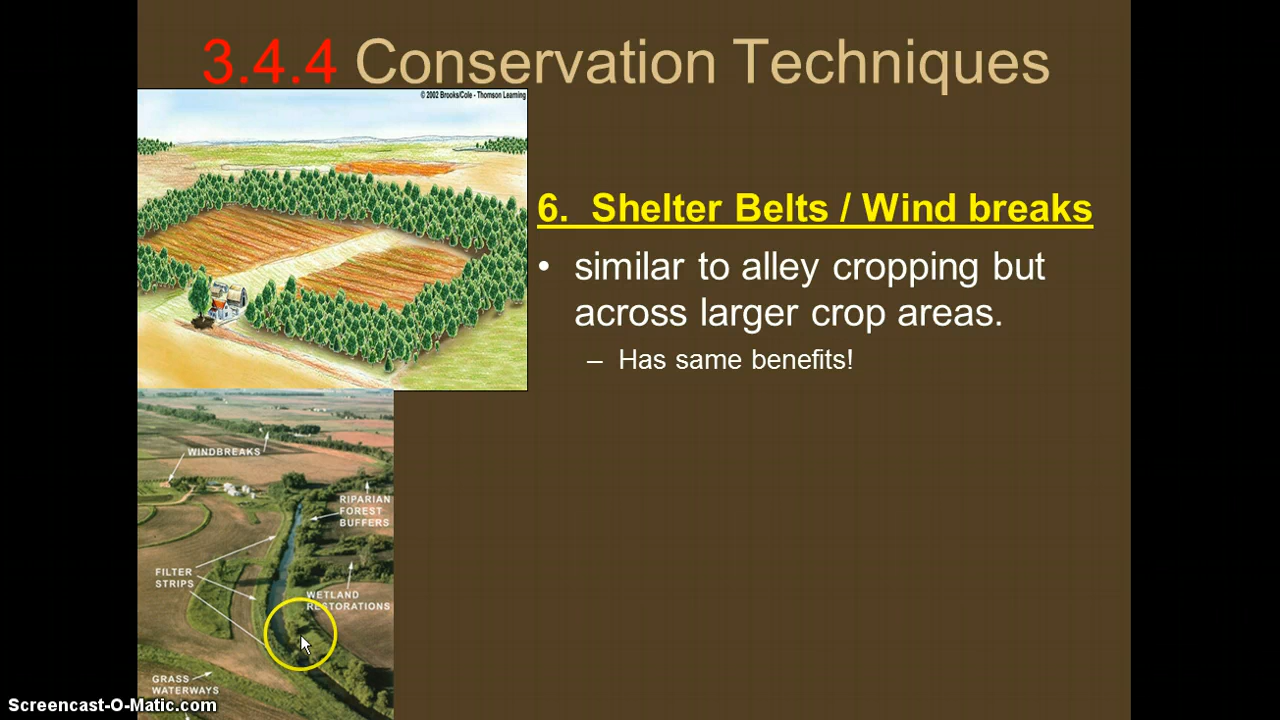 3.4.4 Conservation Techniques
© 2002 Brooks/Cole - Thomson Learning
6. Shelter Belts / Wind breaks
• similar to alley cropping but
across larger crop areas.
– Has same benefits!
WINDBREAKS
RIPARIAN
FOREST
BUFFERS
FILTER
STRIPS
WETLAND
RESTORATIONS
GRASS
WATERWAYS
Screencast-O-Matic.com